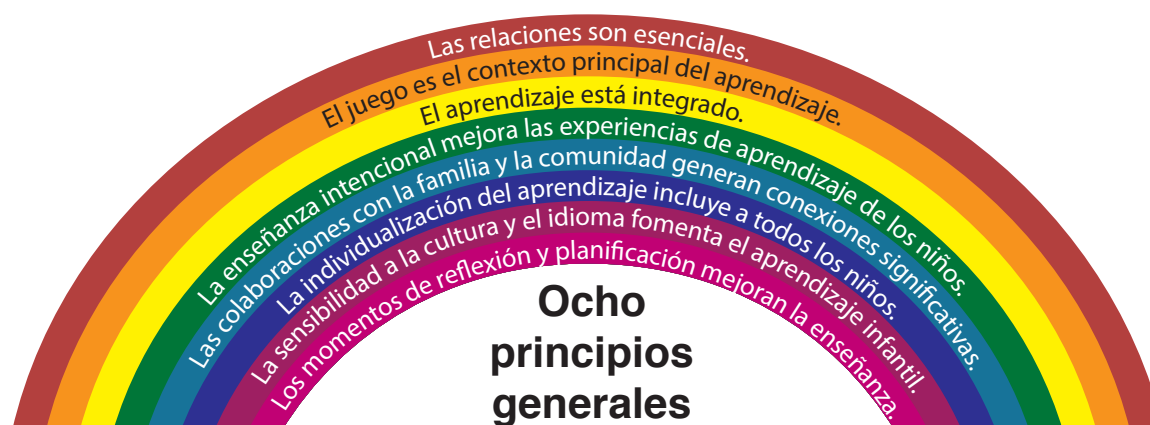 Las relaciones son esenciales.
El juego es el contexto principal del aprendizaje.
El aprendizaje está integrado.
La enseñanza intencional mejora las experiencias de aprendizaje de los niños.
Las colaboraciones con la familia y la comunidad generan conexiones significativas.
La individualización del aprendizaje incluye a todos los niños.
La sensibilidad a la cultura y el idioma fomenta el aprendizaje infantil.
Los momentos de reflexión y planificación mejoran la enseñanza.
Ocho
principios
generales